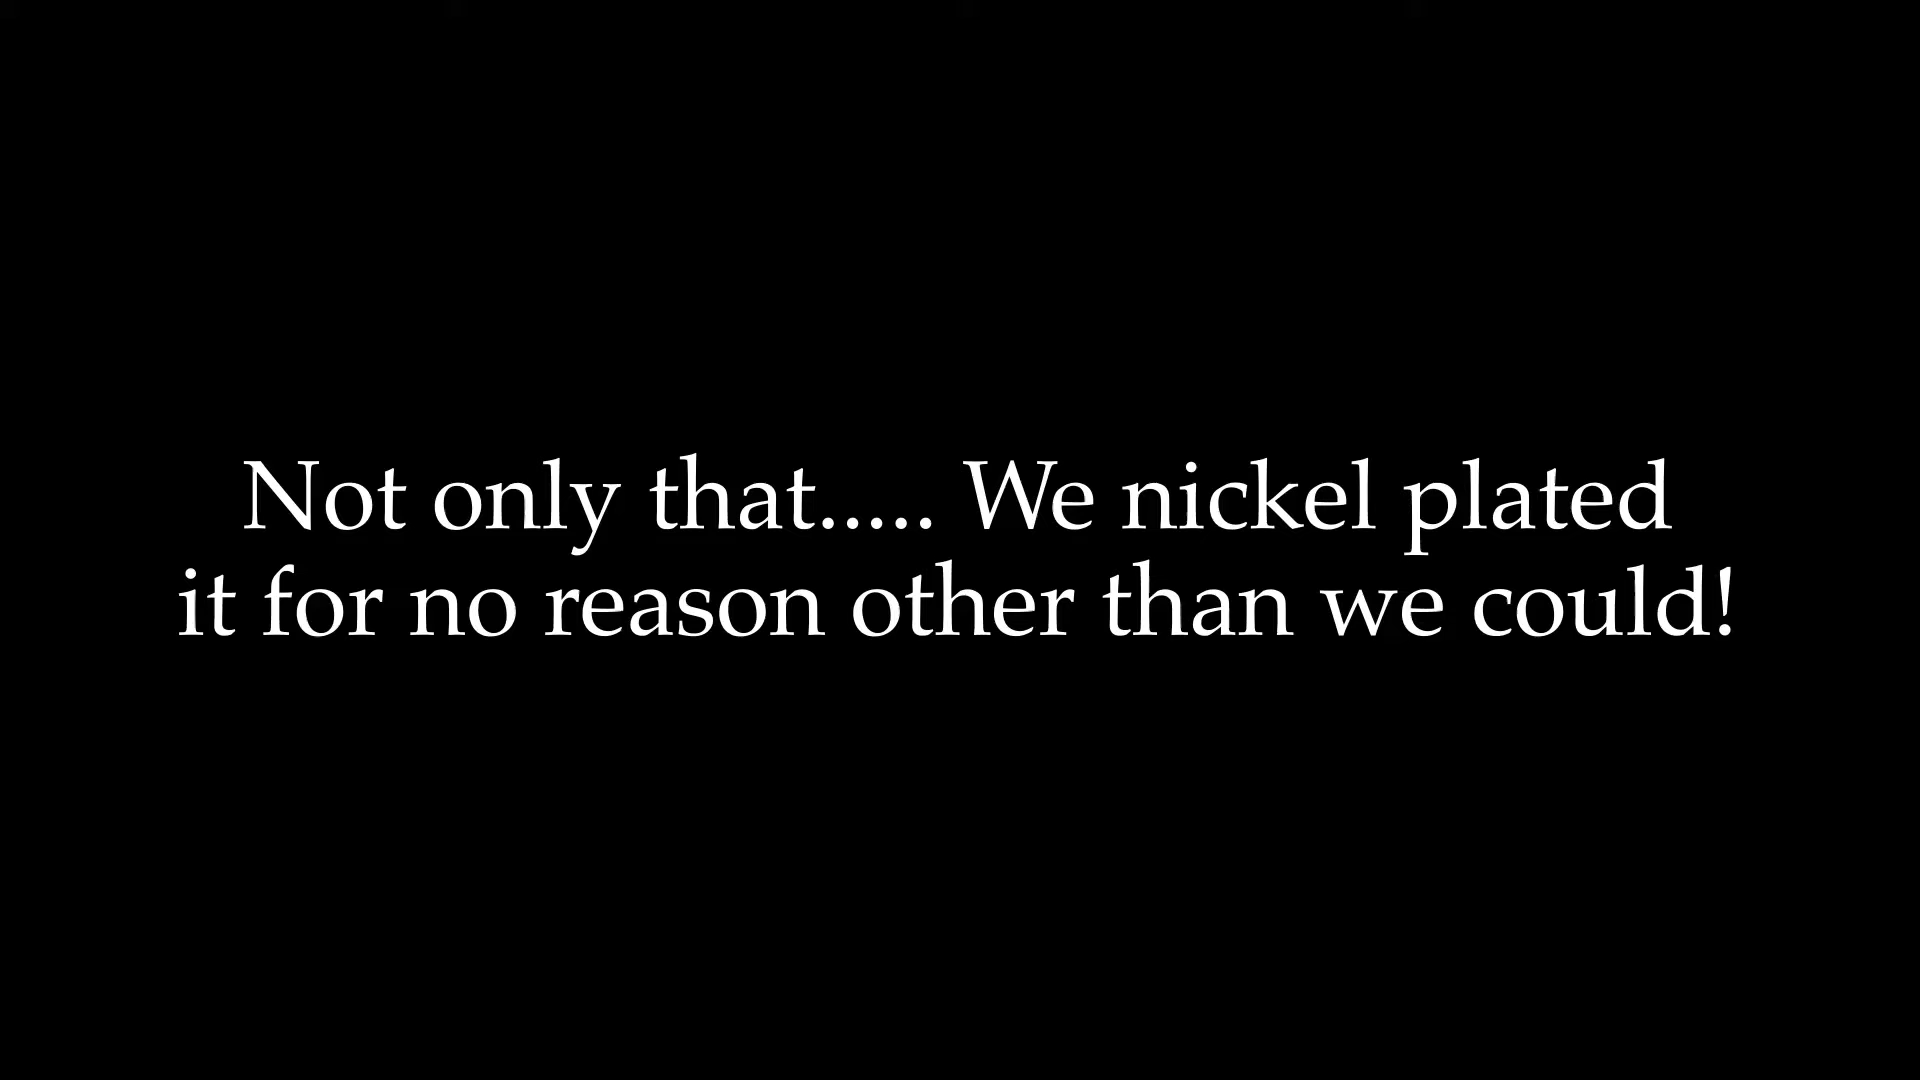 Not only that..... We nickel plated
it for no reason other than we could!